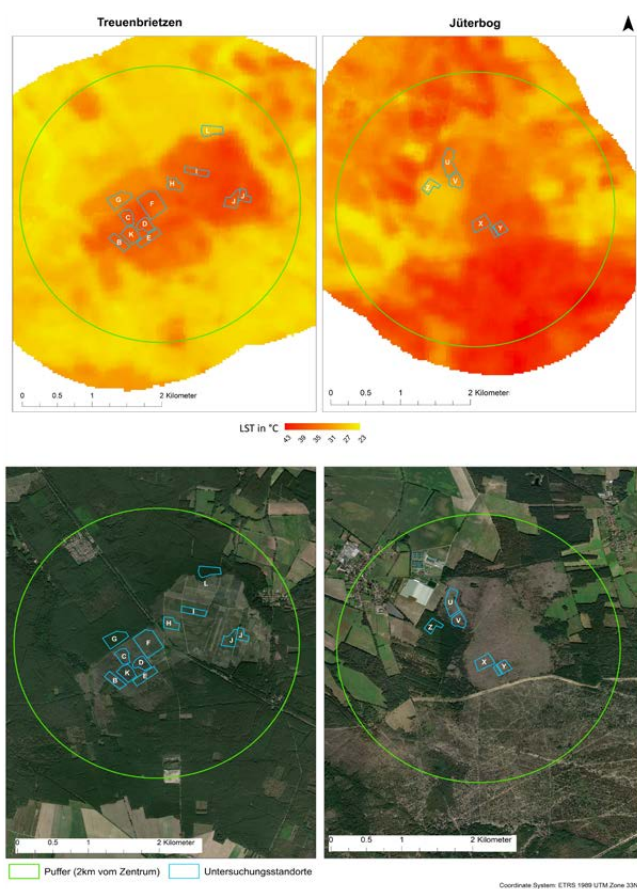 Treuenbrietzen
Jüterbog
L
I
H
J
J
G
F
C
D
K
E
B
U
V
Z
X
Y
0 0.5 1 2 Kilometer
0 0.5 1 2 Kilometer
LST in °C
43 39 35 31 27 23
L
I
H
J
J
G
F
C
D
K
E
B
U
V
Z
X
Y
0 0.5 1 2 Kilometer
0 0.5 1 2 Kilometer
Puffer (2km vom Zentrum)
Untersuchungsstandorte
Coordinate System: ETRS 1989 UTM Zone 33N